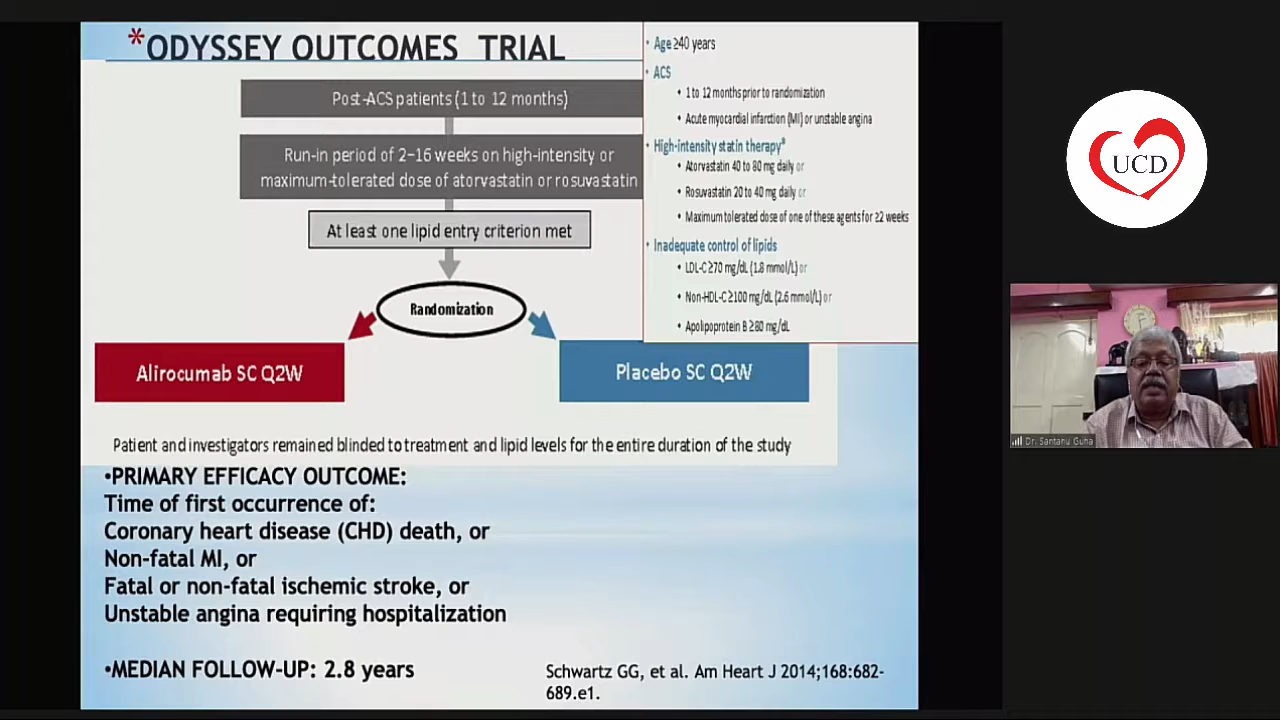 *ODYSSEY OUTCOMES TRIAL
Post-ACS patients (1 to 12 months)
Run-in period of 2−16 weeks on high-intensity or
maximum-tolerated dose of atorvastatin or rosuvastatin
At least one lipid entry criterion met
Randomization
Alirocumab SC Q2W
Placebo SC Q2W
Patient and investigators remained blinded to treatment and lipid levels for the entire duration of the study
• Age ≥40 years
• ACS
• 1 to 12 months prior to randomization
• Acute myocardial infarction (MI) or unstable angina
• High-intensity statin therapy*
• Atorvastatin 40 to 80 mg daily or
• Rosuvastatin 20 to 40 mg daily or
• Maximum tolerated dose of one of these agents for ≥2 weeks
• Inadequate control of lipids
• LDL-C ≥70 mg/dL (1.8 mmol/L) or
• Non-HDL-C ≥100 mg/dL (2.6 mmol/L) or
• Apolipoprotein B ≥80 mg/dL
•PRIMARY EFFICACY OUTCOME:
Time of first occurrence of:
Coronary heart disease (CHD) death, or
Non-fatal MI, or
Fatal or non-fatal ischemic stroke, or
Unstable angina requiring hospitalization
•MEDIAN FOLLOW-UP: 2.8 years
Schwartz GG, et al. Am Heart J 2014;168:682-
689.e1.
UCD
Dr. Santanu Guha